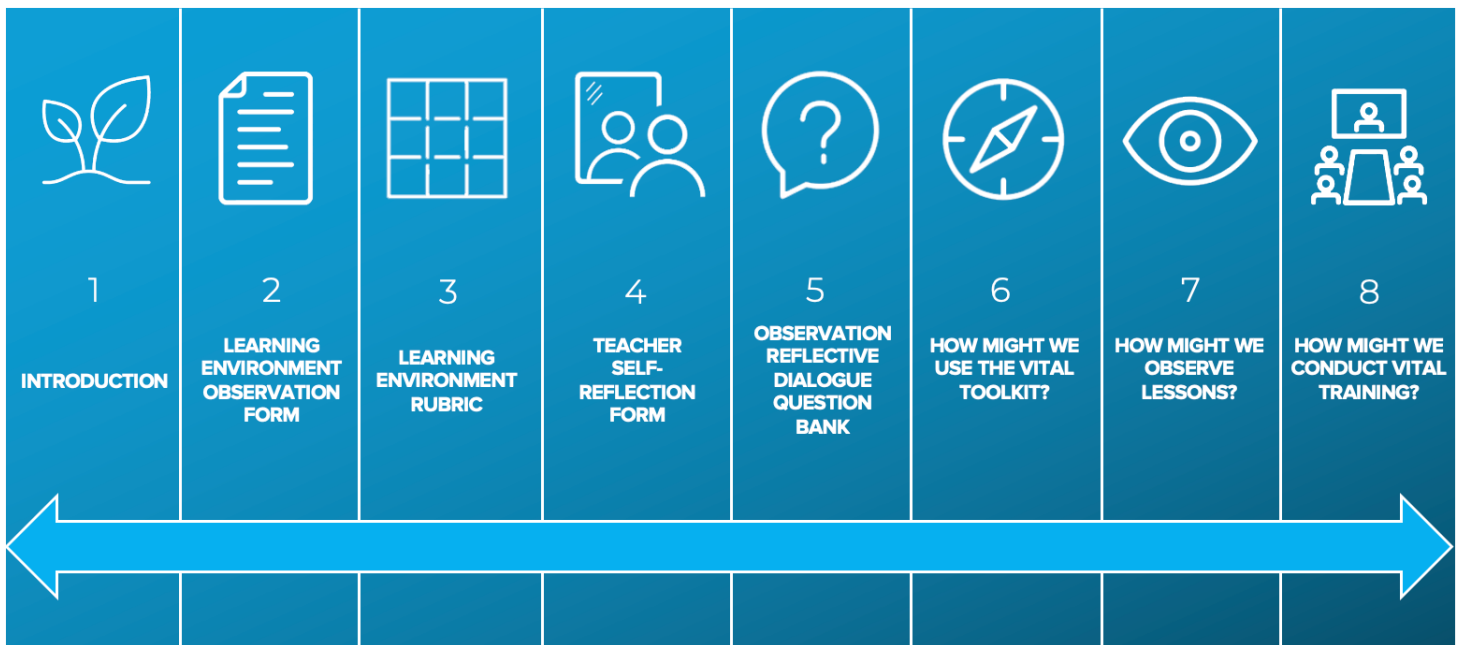 1
INTRODUCTION
2
LEARNING
ENVIRONMENT
OBSERVATION
FORM
3
LEARNING
ENVIRONMENT
RUBRIC
4
TEACHER
SELF-
REFLECTION
FORM
5
OBSERVATION
REFLECTIVE
DIALOGUE
QUESTION
BANK
6
HOW MIGHT WE
USE THE VITAL
TOOLKIT?
7
HOW MIGHT WE
OBSERVE
LESSONS?
8
HOW MIGHT WE
CONDUCT VITAL
TRAINING?